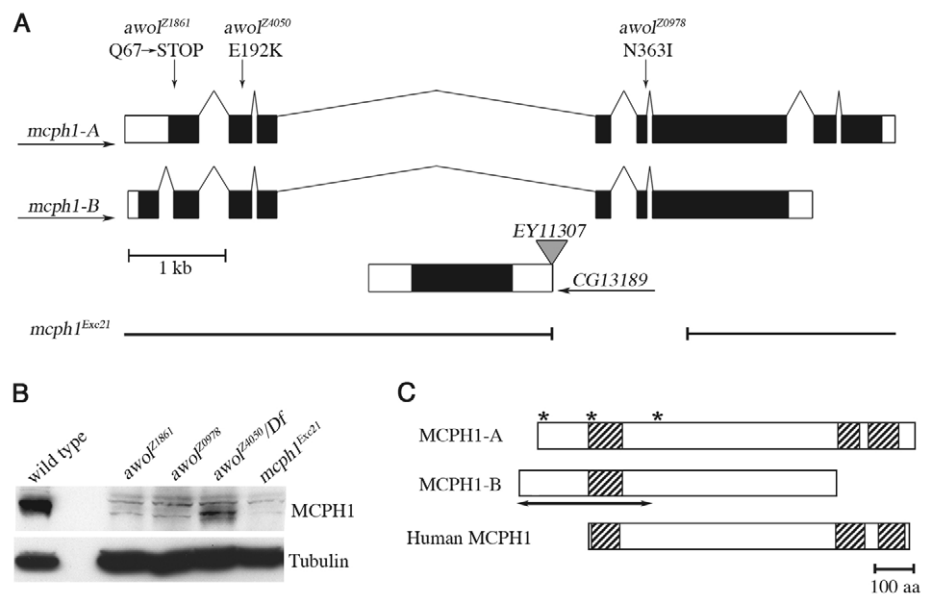 A
awol^Z1861 awol^Z4050 awol^Z0978
Q67→STOP E192K N363I
mcph1-A
mcph1-B
EY11307
1 kb
CG13189
mcph1^Exc21
B
wild type
awol^Z1861
awol^Z0978
awol^Z4050/Df
mcph1^Exc21
MCPH1
Tubulin
C
* * *
MCPH1-A
MCPH1-B
Human MCPH1
100 aa